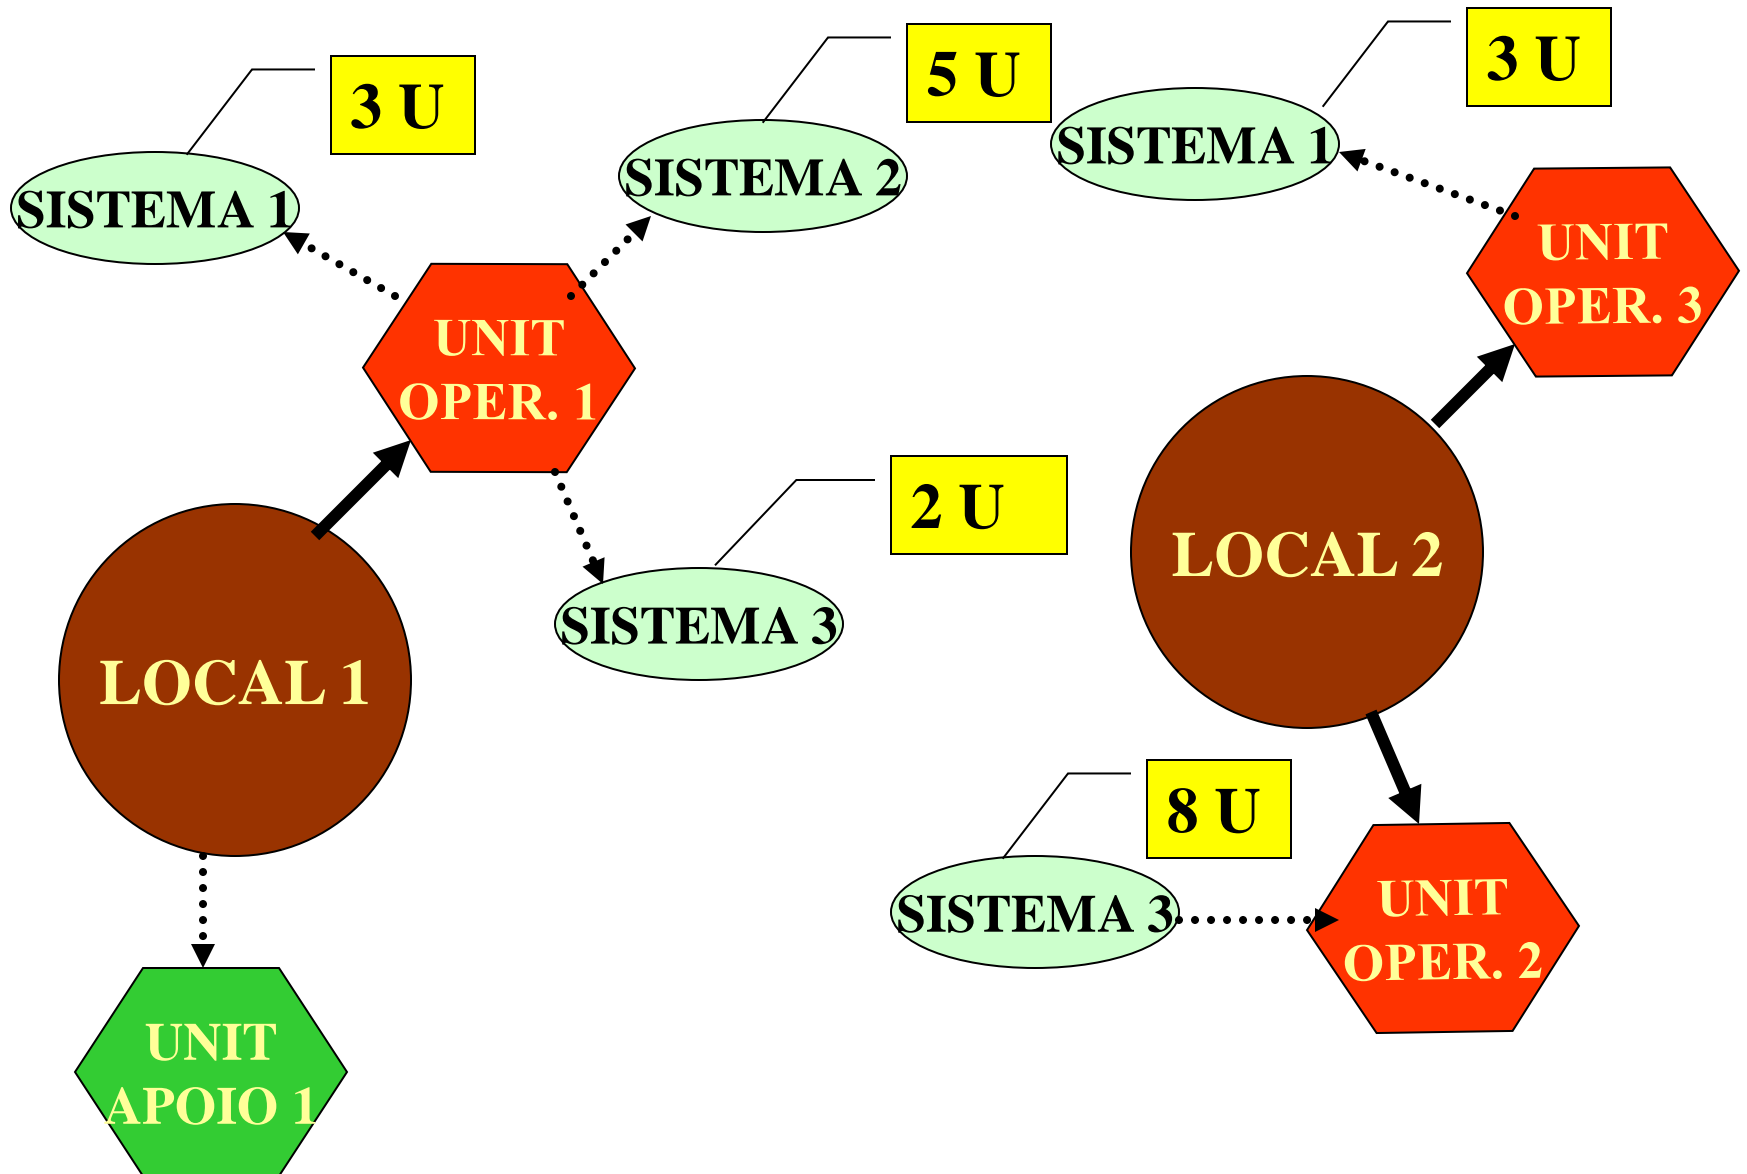 3 U
SISTEMA 1
5 U
SISTEMA 2
UNIT
OPER. 1
2 U
SISTEMA 3
LOCAL 1
UNIT
APOIO 1
3 U
SISTEMA 1
UNIT
OPER. 3
LOCAL 2
8 U
SISTEMA 3
UNIT
OPER. 2